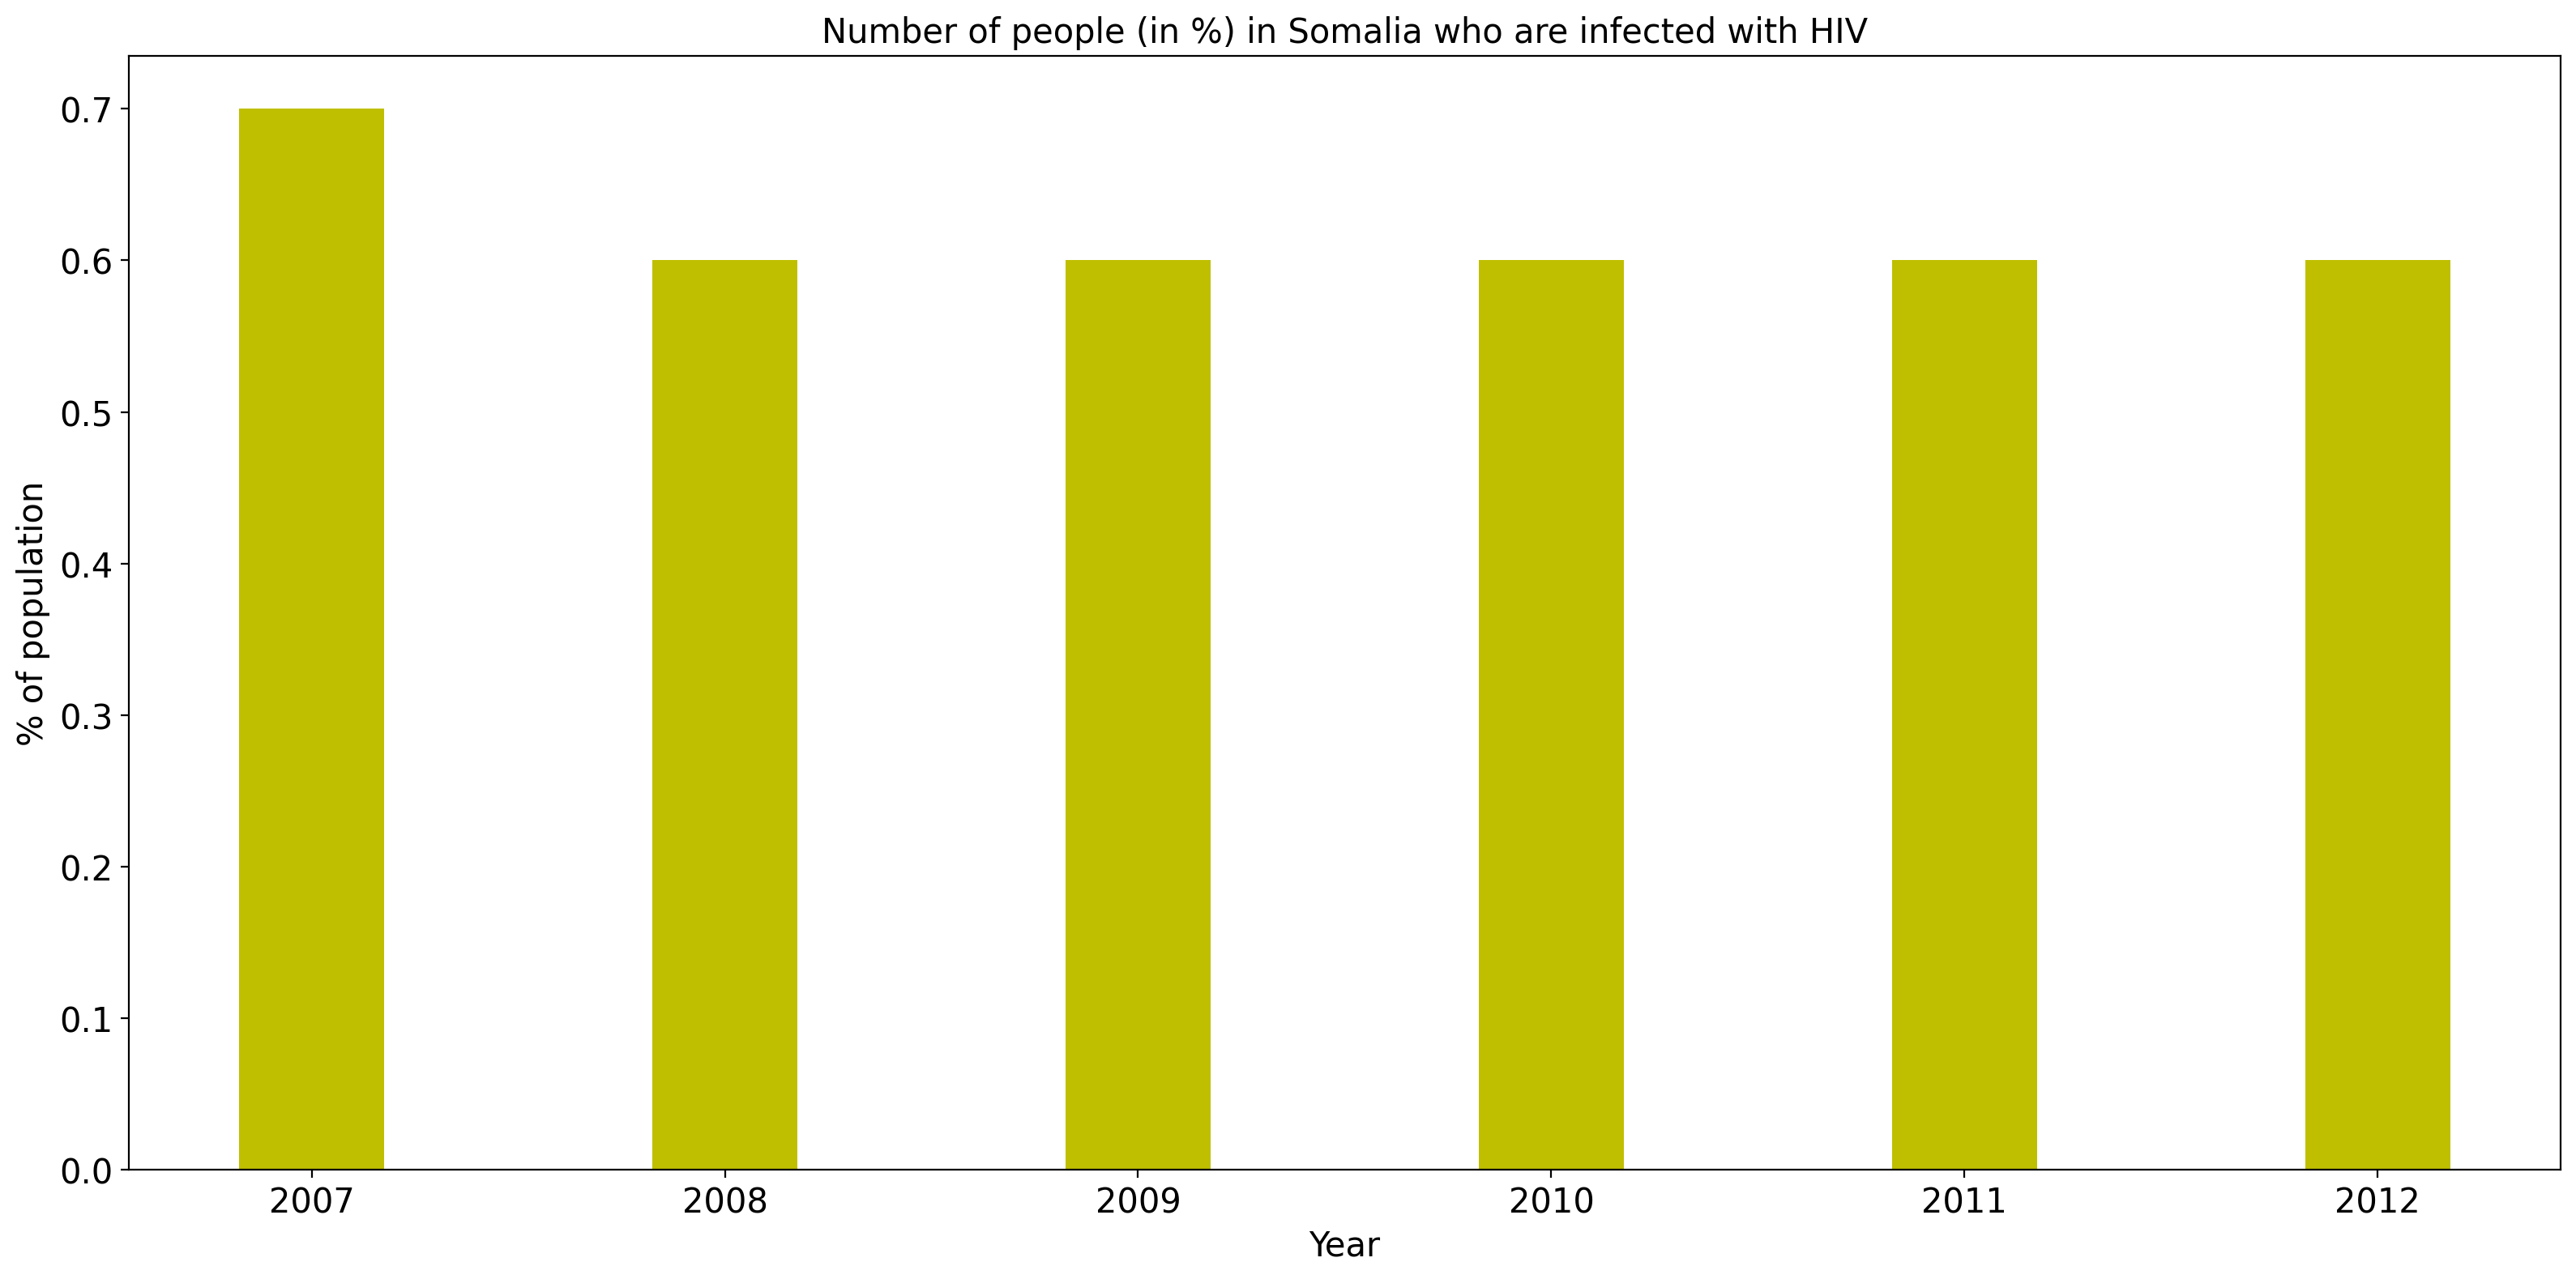 Number of people (in %) in Somalia who are infected with HIV
% of population
0.7
0.6
0.5
0.4
0.3
0.2
0.1
0.0
2007 2008 2009 2010 2011 2012
Year